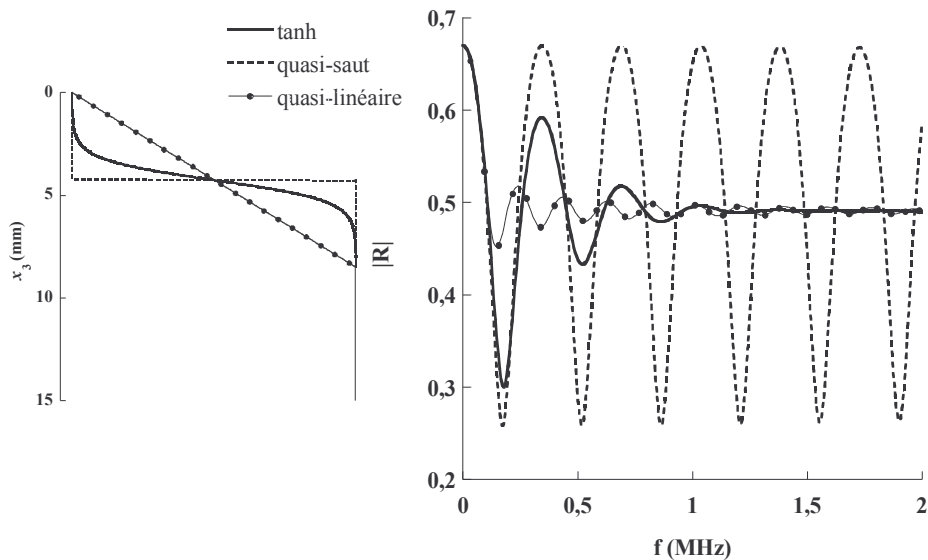 tanh
quasi-saut
quasi-linéaire
0
5
10
15
x3 (mm)
|R|
0,7
0,6
0,5
0,4
0,3
0,2
0
0,5
1
1,5
2
f (MHz)